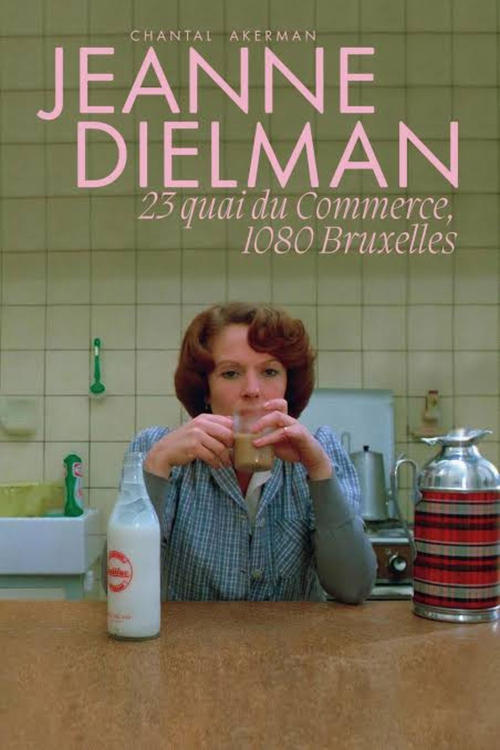 CHANTAL AKERMAN
JEANNE
DIELMAN
23 quai du Commerce,
1080 Bruxelles